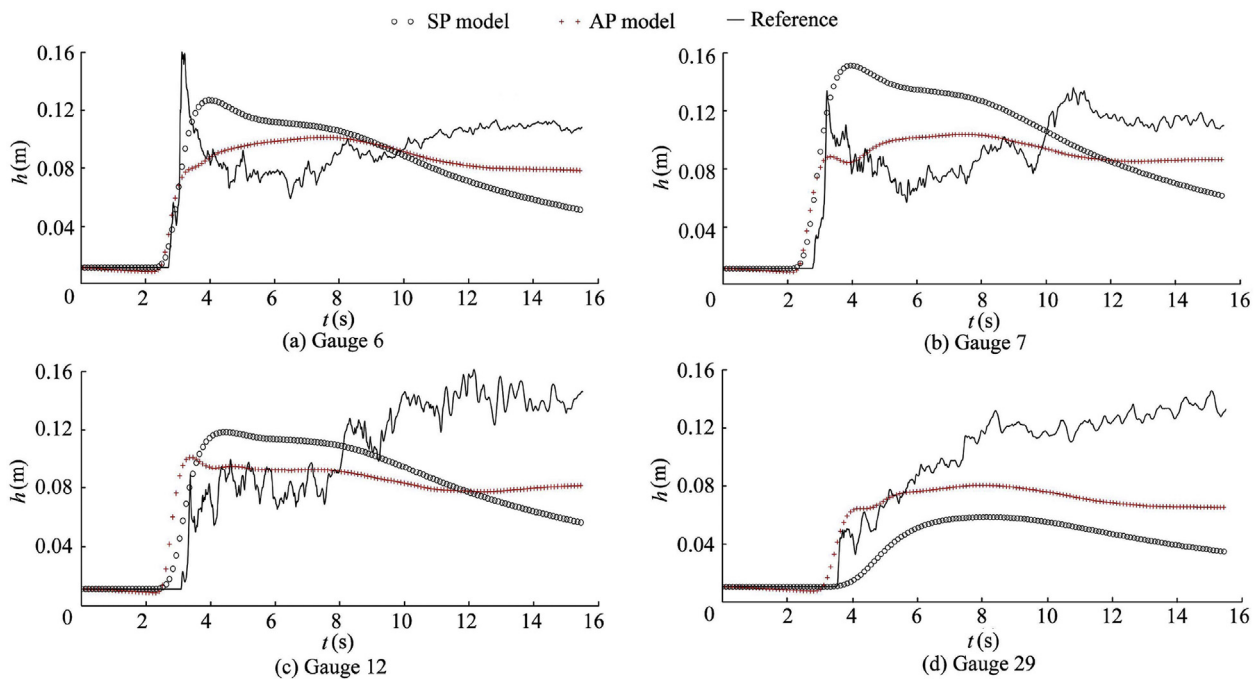 SP model AP model Reference
0.16
0.12
0.08
0.04
0
h (m)
2 4 6 8 10 12 14 16
t (s)
(a) Gauge 6
0.16
0.12
0.08
0.04
0
h (m)
2 4 6 8 10 12 14 16
t (s)
(b) Gauge 7
0.16
0.12
0.08
0.04
0
h (m)
2 4 6 8 10 12 14 16
t (s)
(c) Gauge 12
0.16
0.12
0.08
0.04
0
h (m)
2 4 6 8 10 12 14 16
t (s)
(d) Gauge 29